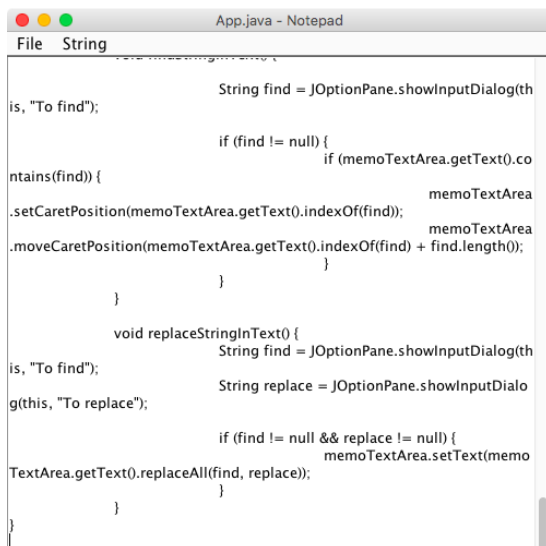 App.java - Notepad
File String
void findStringInText() {
String find = JOptionPane.showInputDialog(th
is, "To find");
if (find != null) {
if (memoTextArea.getText().co
ntains(find)) {
memoTextArea
.setCaretPosition(memoTextArea.getText().indexOf(find));
memoTextArea
.moveCaretPosition(memoTextArea.getText().indexOf(find) + find.length());
}
}
}
void replaceStringInText() {
String find = JOptionPane.showInputDialog(th
is, "To find");
String replace = JOptionPane.showInputDialo
g(this, "To replace");
if (find != null && replace != null) {
memoTextArea.setText(memo
TextArea.getText().replaceAll(find, replace));
}
}
}